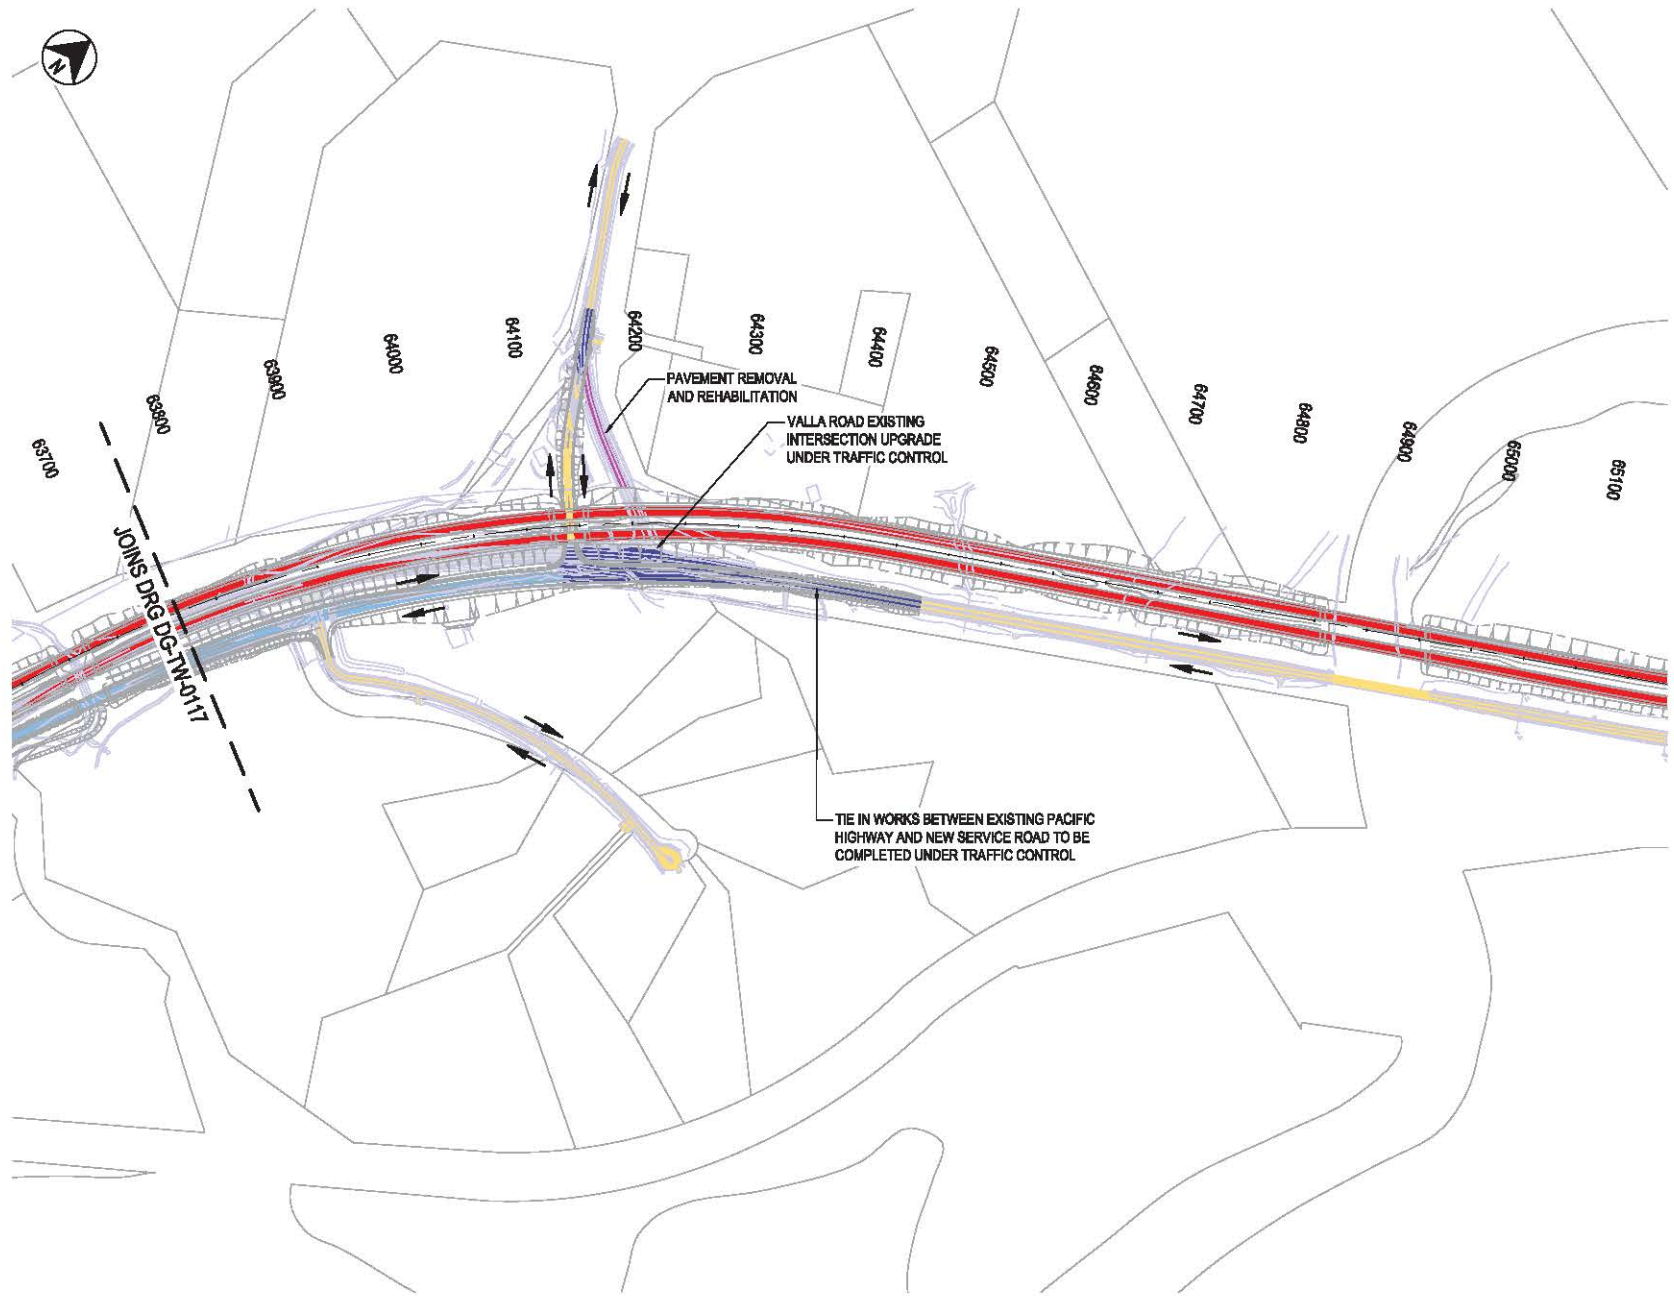 N
63700
63800
63900
64000
64100
64200
64300
64400
64500
64600
64700
64800
64900
65000
65100
PAVEMENT REMOVAL
AND REHABILITATION
VALLA ROAD EXISTING
INTERSECTION UPGRADE
UNDER TRAFFIC CONTROL
JOINS DRG DG-TW-0117
TIE IN WORKS BETWEEN EXISTING PACIFIC
HIGHWAY AND NEW SERVICE ROAD TO BE
COMPLETED UNDER TRAFFIC CONTROL